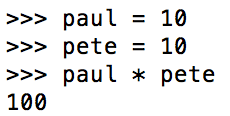 >>> paul = 10
>>> pete = 10
>>> paul * pete
100